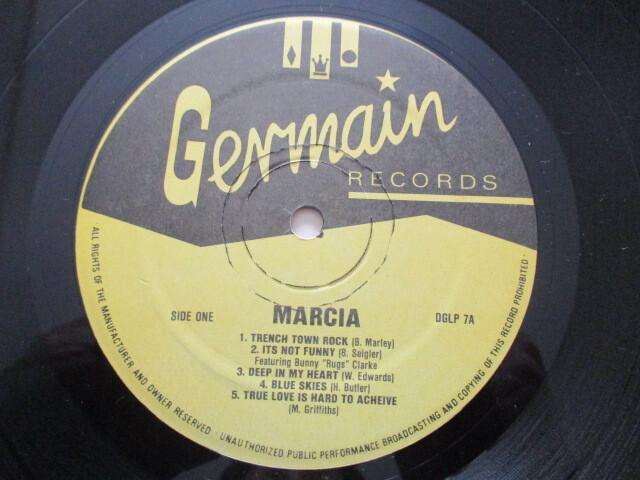 Germain
RECORDS
SIDE ONE
MARCIA
DGLP 7A
1. TRENCH TOWN ROCK (B. Marley)
2. ITS NOT FUNNY (B. Seigler)
Featuring Bunny "Rugs" Clarke
3. DEEP IN MY HEART (W. Edwards)
4. BLUE SKIES (H. Butler)
5. TRUE LOVE IS HARD TO ACHEIVE
(M. Griffiths)
ALL RIGHTS OF THE MANUFACTURER AND OWNER RESERVED · UNAUTHORIZED PUBLIC PERFORMANCE BROADCASTING AND COPYING OF THIS RECORD PROHIBITED ·